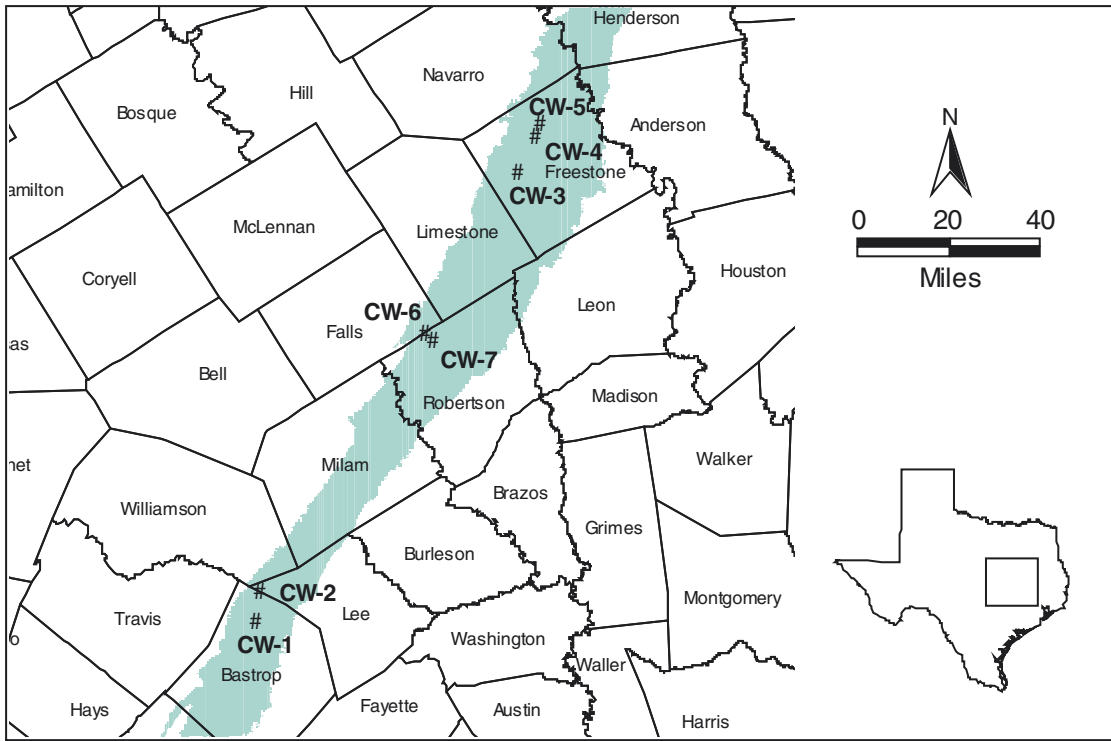 Henderson
Navarro
Hill
Bosque
CW-5
#
#
Anderson
CW-4
#
Freestone
CW-3
amilton
McLennan
Limestone
Coryell
Houston
Leon
CW-6
Falls
#
#
CW-7
as
Bell
Madison
Robertson
Milam
Walker
net
Brazos
Williamson
Grimes
Burleson
#
CW-2
Montgomery
Travis
Lee
#
CW-1
Washington
Waller
Bastrop
Hays
Fayette
Austin
Harris
N
0 20 40
Miles